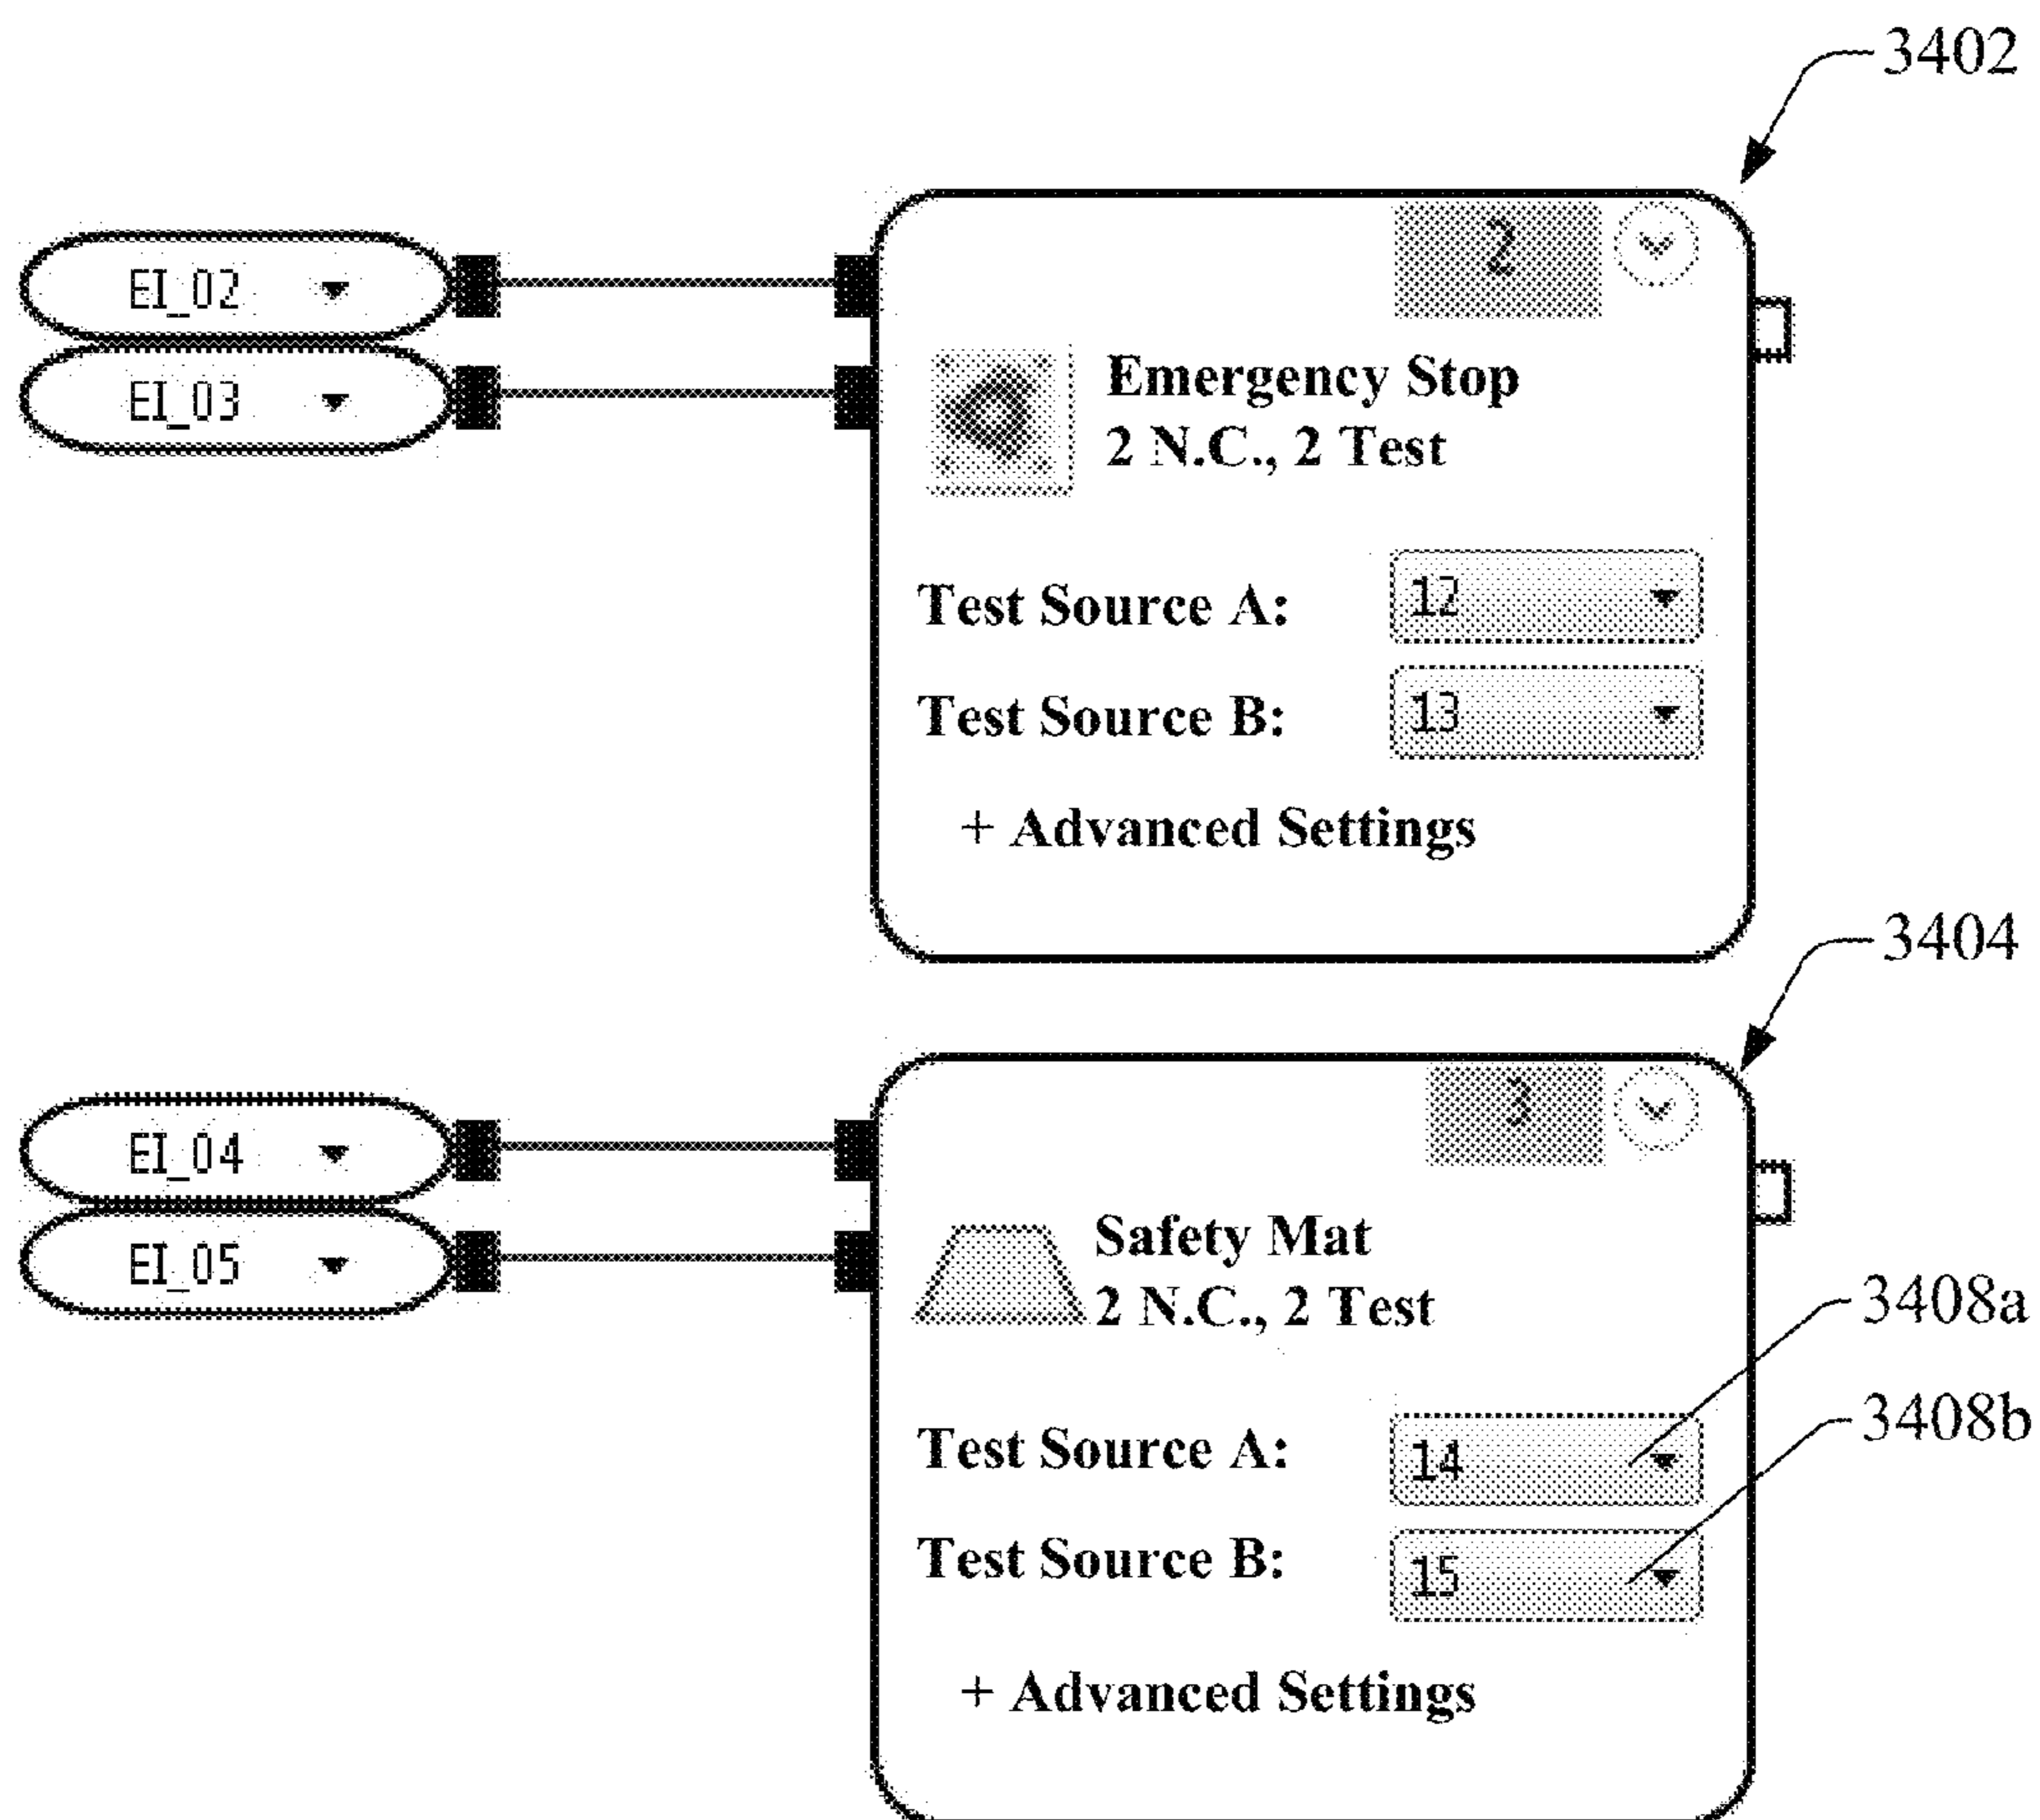 3402
2
EI_02
EI_03
Emergency Stop
2 N.C., 2 Test
Test Source A: 12
Test Source B: 13
+ Advanced Settings
3404
3
EI_04
EI_05
Safety Mat
2 N.C., 2 Test
3408a
3408b
Test Source A: 14
Test Source B: 15
+ Advanced Settings